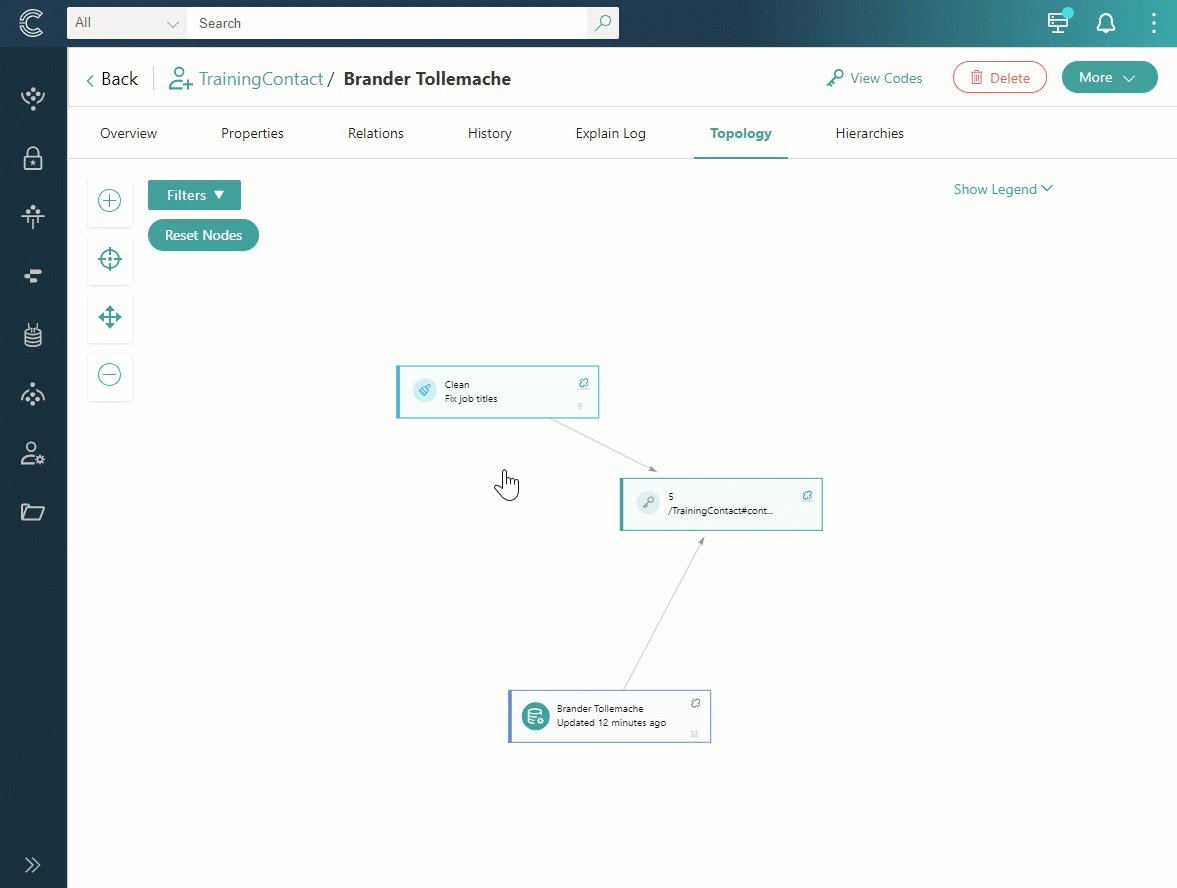 All
Search
Back
TrainingContact / Brander Tollemache
View Codes
Delete
More
Overview
Properties
Relations
History
Explain Log
Topology
Hierarchies
Filters
Reset Nodes
Show Legend
Clean
Fix job titles
9
5
/TrainingContact#cont...
Brander Tollemache
Updated 12 minutes ago
32